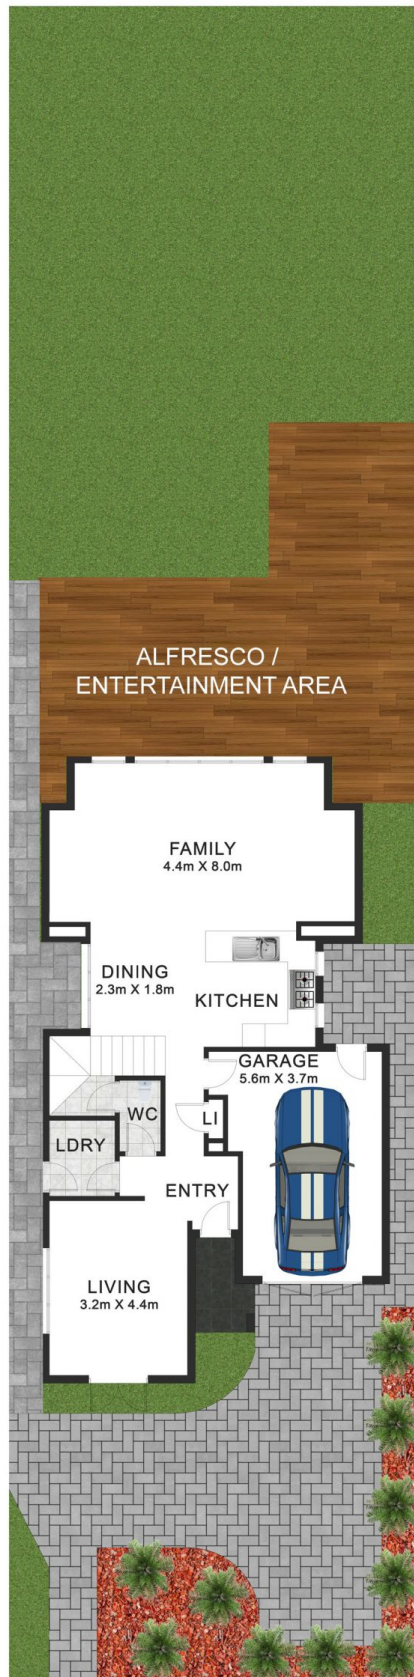 ALFRESCO /
ENTERTAINMENT AREA
FAMILY
4.4m X 8.0m
DINING
2.3m X 1.8m
KITCHEN
GARAGE
5.6m X 3.7m
WC
LI
LDRY
ENTRY
LIVING
3.2m X 4.4m